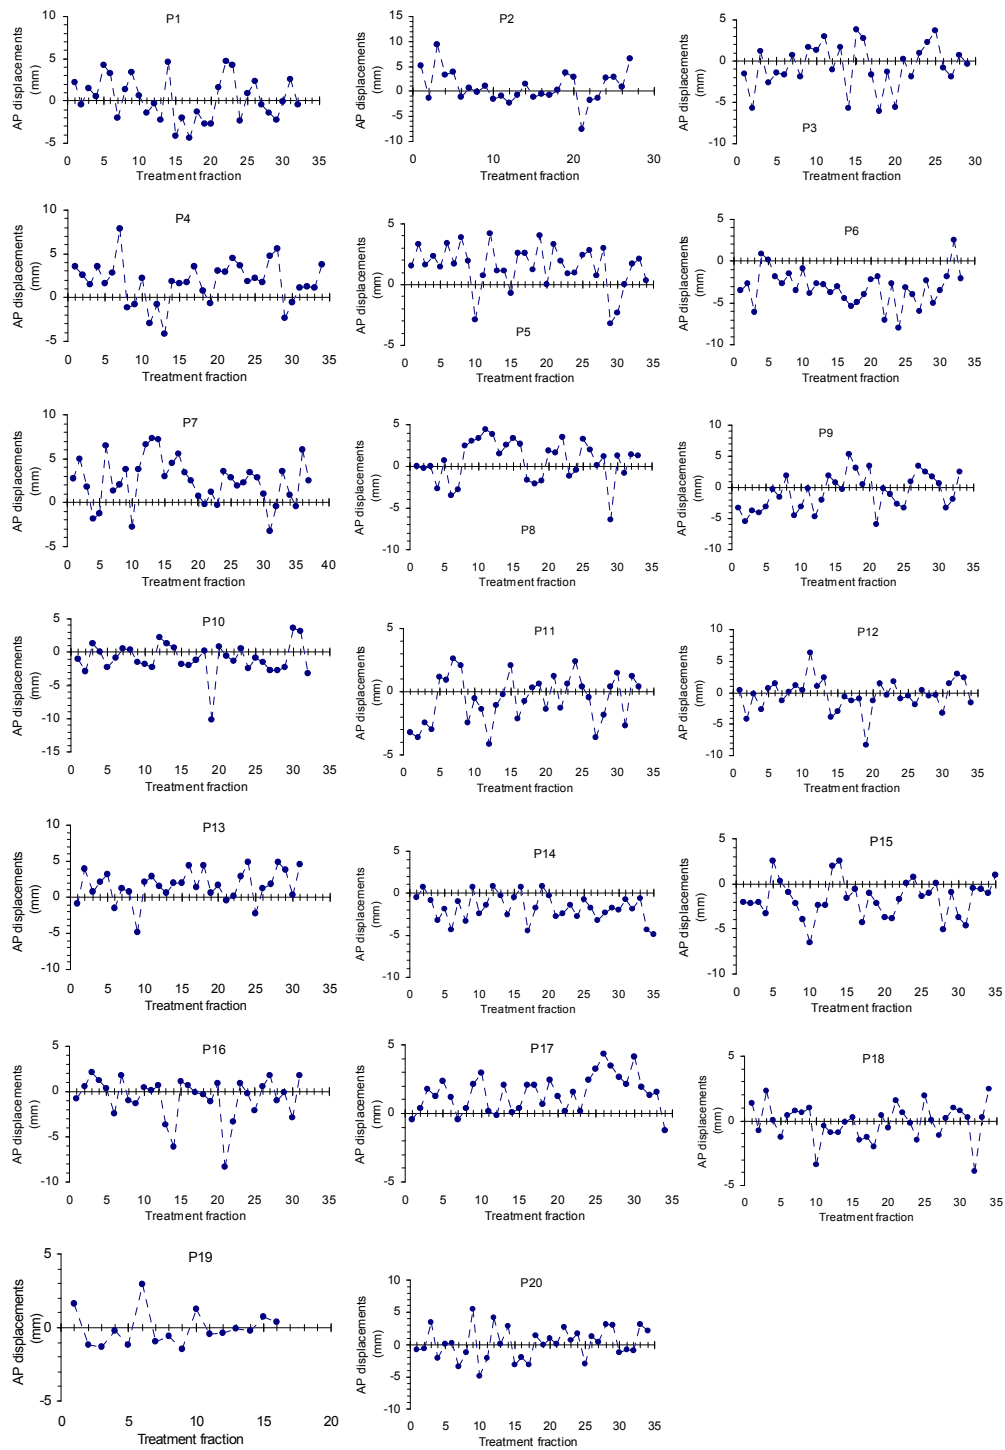 P1
AP displacements
(mm)
10
5
0
-5
0 5 10 15 20 25 30 35
Treatment fraction
P2
AP displacements
(mm)
15
10
5
0
-5
-10
0 10 20 30
Treatment fraction
P3
AP displacements
(mm)
5
0
-5
-10
0 5 10 15 20 25 30
Treatment fraction
P4
AP displacements
(mm)
10
5
0
-5
0 5 10 15 20 25 30 35
Treatment fraction
P5
AP displacements
(mm)
5
0
-5
0 5 10 15 20 25 30 35
Treatment fraction
P6
AP displacements
(mm)
5
0
-5
-10
0 5 10 15 20 25 30 35
Treatment fraction
P7
AP displacements
(mm)
10
5
0
-5
0 5 10 15 20 25 30 35 40
Treatment fraction
P8
AP displacements
(mm)
5
0
-5
-10
0 5 10 15 20 25 30 35
Treatment fraction
P9
AP displacements
(mm)
10
5
0
-5
-10
0 5 10 15 20 25 30 35
Treatment fraction
P10
AP displacements
(mm)
5
0
-5
-10
-15
0 5 10 15 20 25 30 35
Treatment fraction
P11
AP displacements
(mm)
5
0
-5
0 5 10 15 20 25 30 35
Treatment fraction
P12
AP displacements
(mm)
10
5
0
-5
-10
0 5 10 15 20 25 30 35
Treatment fraction
P13
AP displacements
(mm)
10
5
0
-5
-10
0 5 10 15 20 25 30 35
Treatment fraction
P14
AP displacements
(mm)
5
0
-5
-10
0 5 10 15 20 25 30 35
Treatment fraction
P15
AP displacements
(mm)
5
0
-5
-10
0 5 10 15 20 25 30 35
Treatment fraction
P16
AP displacements
(mm)
5
0
-5
-10
0 5 10 15 20 25 30 35
Treatment fraction
P17
AP displacements
(mm)
5
0
-5
0 5 10 15 20 25 30 35
Treatment fraction
P18
AP displacements
(mm)
5
0
-5
0 5 10 15 20 25 30 35
Treatment fraction
P19
AP displacements
(mm)
5
0
-5
0 10 20
Treatment fraction
P20
AP displacements
(mm)
10
5
0
-5
-10
0 5 10 15 20 25 30 35
Treatment fraction